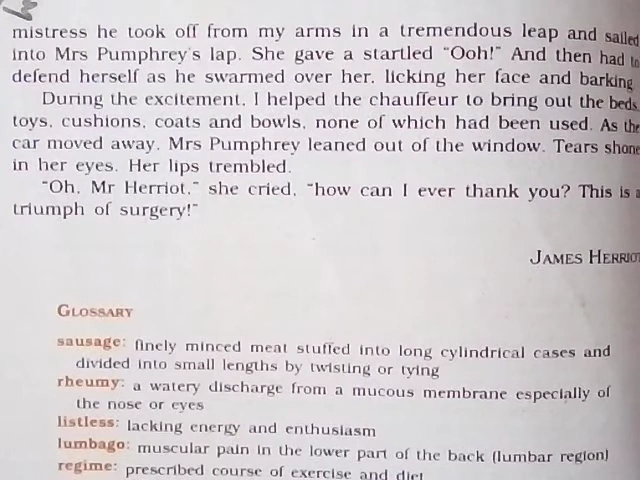 mistress he took off from my arms in a tremendous leap and sailed
into Mrs Pumphrey's lap. She gave a startled "Ooh!" And then had to
defend herself as he swarmed over her, licking her face and barking.
During the excitement, I helped the chauffeur to bring out the beds,
toys, cushions, coats and bowls, none of which had been used. As the
car moved away, Mrs Pumphrey leaned out of the window. Tears shone
in her eyes. Her lips trembled.
"Oh, Mr Herriot," she cried, "how can I ever thank you? This is a
triumph of surgery!"
JAMES HERRIOT
GLOSSARY
sausage: finely minced meat stuffed into long cylindrical cases and
divided into small lengths by twisting or tying
rheumy: a watery discharge from a mucous membrane especially of
the nose or eyes
listless: lacking energy and enthusiasm
lumbago: muscular pain in the lower part of the back (lumbar region)
regime: prescribed course of exercise and diet